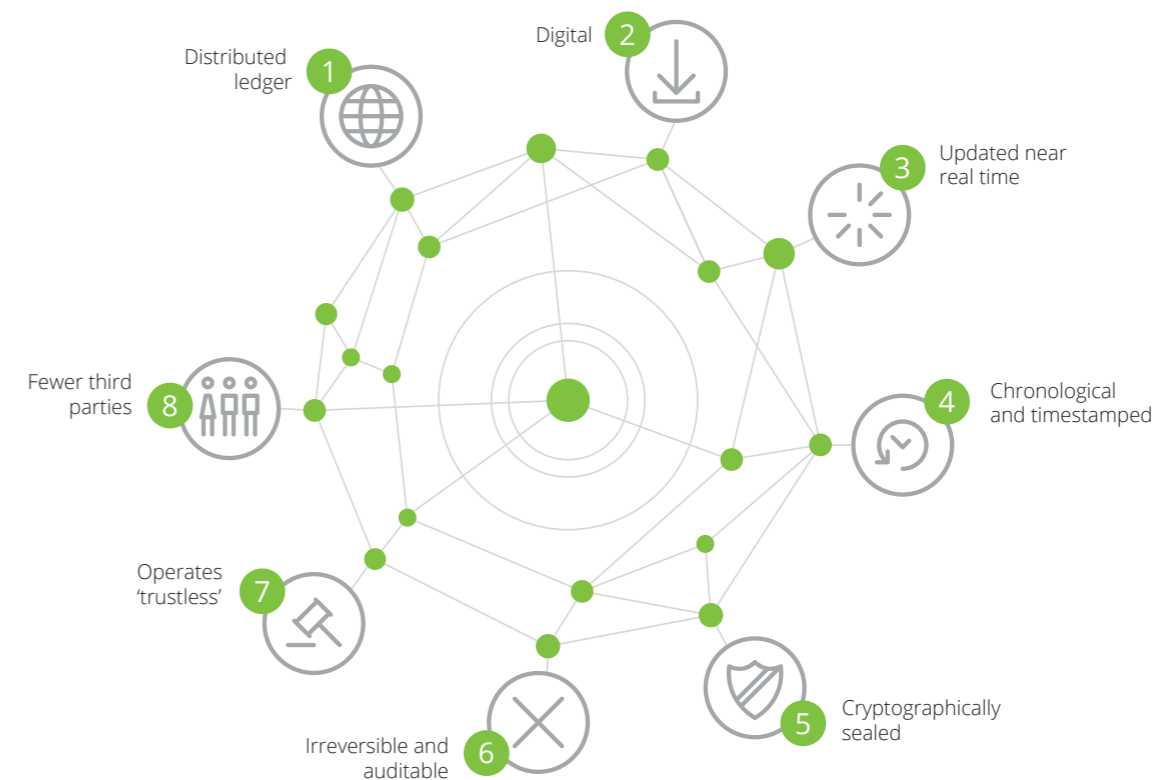 1
Distributed
ledger
2
Digital
3
Updated near
real time
4
Chronological
and timestamped
5
Cryptographically
sealed
6
Irreversible and
auditable
7
Operates
‘trustless’
8
Fewer third
parties